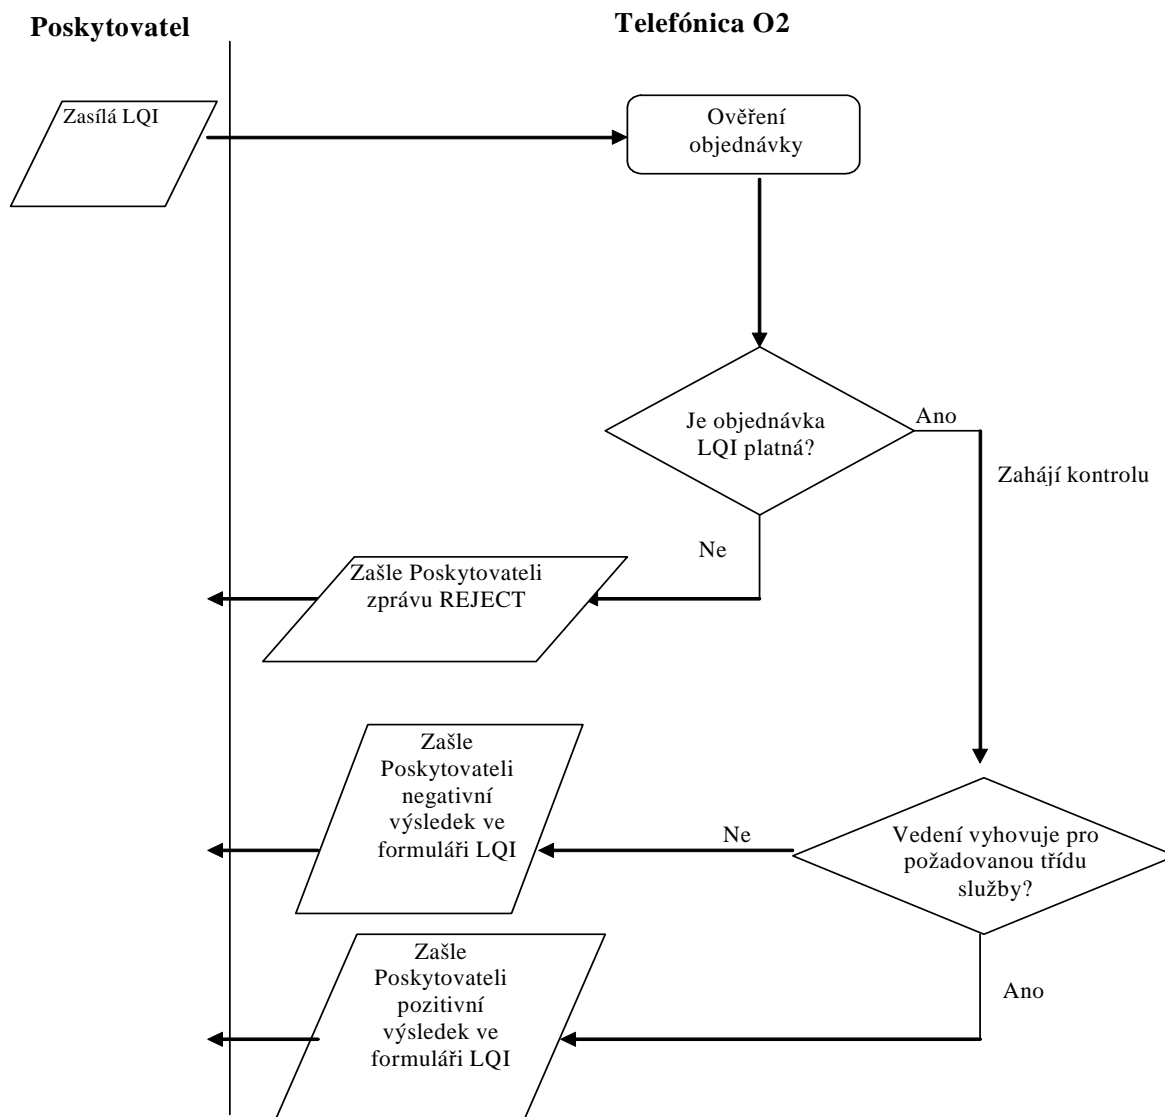 Poskytovatel
Telefónica O2
Zasílá LQI
Ověření
objednávky
Je objednávka
LQI platná?
Ano
Zahájí kontrolu
Ne
Zašle Poskytovateli
zprávu REJECT
Zašle
Poskytovateli
negativní
výsledek ve
formuláři LQI
Ne
Vedení vyhovuje pro
požadovanou třídu
služby?
Zašle
Poskytovateli
pozitivní
výsledek ve
formuláři LQI
Ano